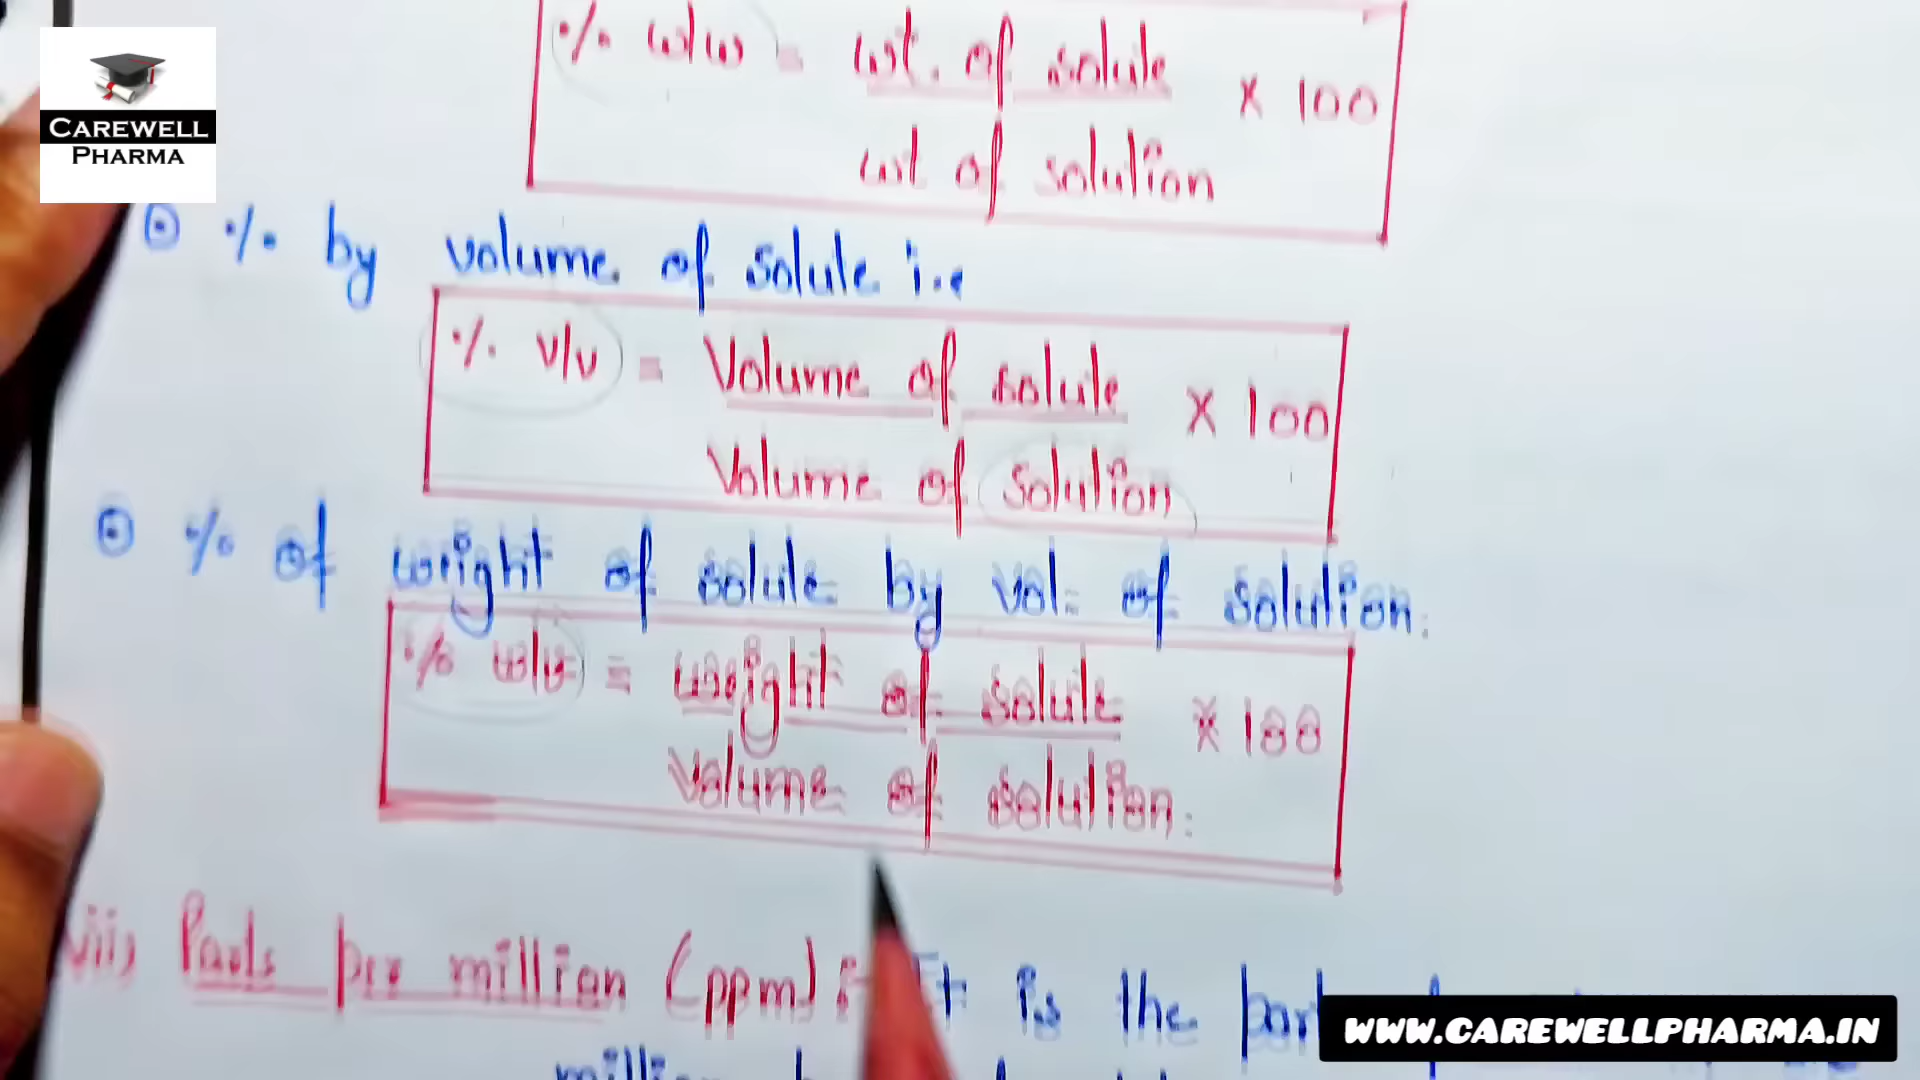 CAREWELL
PHARMA
% w/w = wt. of solute × 100
wt of solution
⊙ % by volume of solute i.e
% v/v = Volume of solute × 100
Volume of solution
⊙ % of weight of solute by vol. of solution.
% w/v = weight of solute × 100
Volume of solution.
vii) Parts per million (ppm) : It is the part
million
WWW.CAREWELLPHARMA.IN